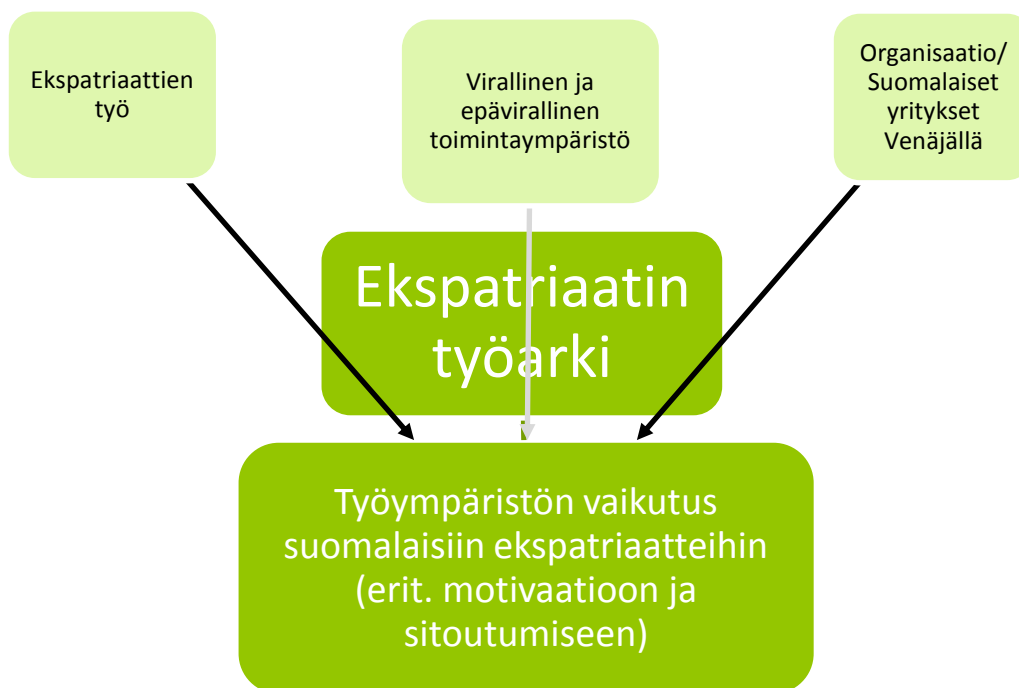 Ekspatriaattien
työ
Virallinen ja
epävirallinen
toimintaympäristö
Organisaatio/
Suomalaiset
yritykset
Venäjällä
Ekspatriaatin
työarki
Työympäristön vaikutus
suomalaisiin ekspatriaatteihin
(erit. motivaatioon ja
sitoutumiseen)